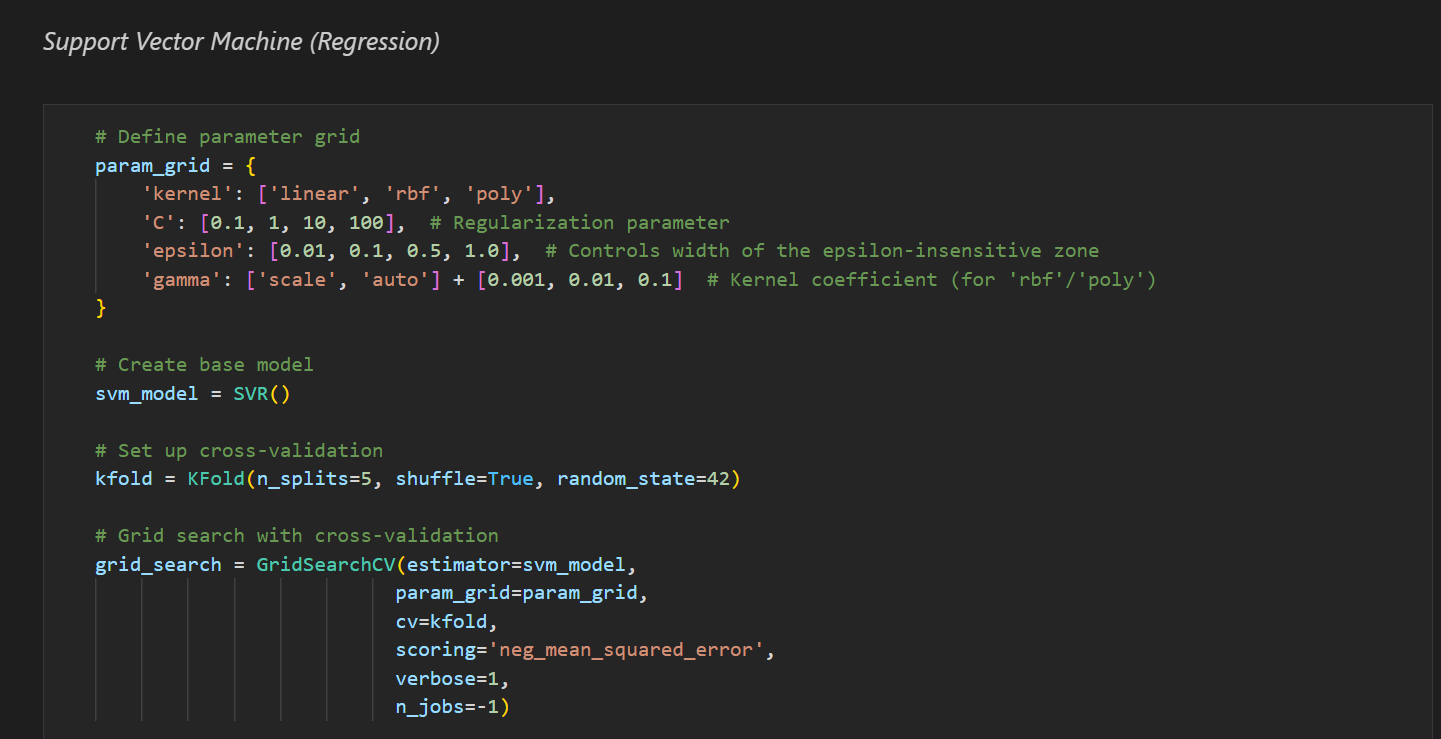 Support Vector Machine (Regression)
# Define parameter grid
param_grid = {
    'kernel': ['linear', 'rbf', 'poly'],
    'C': [0.1, 1, 10, 100],  # Regularization parameter
    'epsilon': [0.01, 0.1, 0.5, 1.0],  # Controls width of the epsilon-insensitive zone
    'gamma': ['scale', 'auto'] + [0.001, 0.01, 0.1]  # Kernel coefficient (for 'rbf'/'poly')
}
# Create base model
svm_model = SVR()
# Set up cross-validation
kfold = KFold(n_splits=5, shuffle=True, random_state=42)
# Grid search with cross-validation
grid_search = GridSearchCV(estimator=svm_model,
                          param_grid=param_grid,
                          cv=kfold,
                          scoring='neg_mean_squared_error',
                          verbose=1,
                          n_jobs=-1)